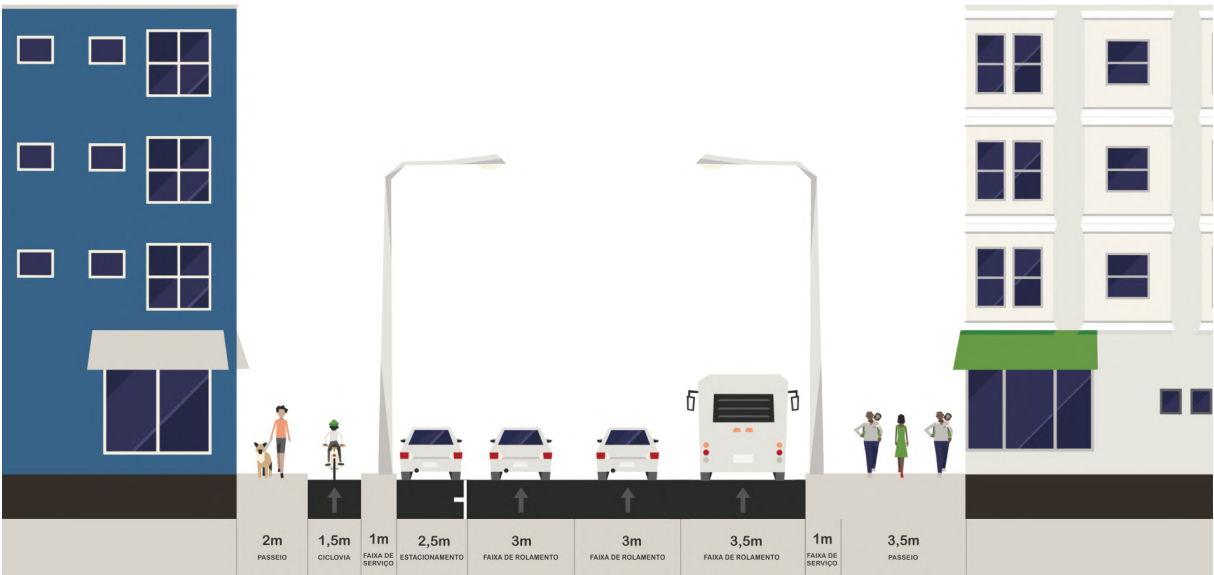 2m
PASSEIO
1,5m
CICLOVIA
1m
FAIXA DE
SERVIÇO
2,5m
ESTACIONAMENTO
3m
FAIXA DE ROLAMENTO
3m
FAIXA DE ROLAMENTO
3,5m
FAIXA DE ROLAMENTO
1m
FAIXA DE
SERVIÇO
3,5m
PASSEIO